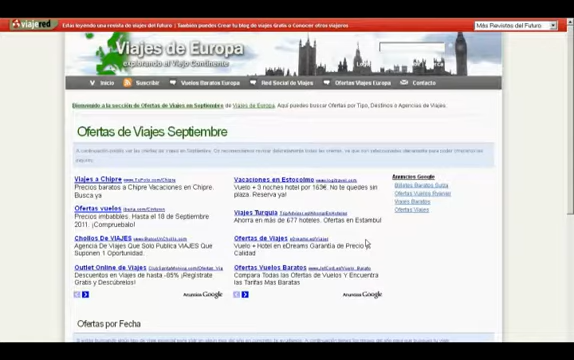 viajered
Estas leyendo una revista de viajes del futuro. | Tambien puedes Crear tu blog de viajes Gratis o Conocer otros viajeros
Más Revistas del Futuro.
Viajes de Europa
explorando el Viejo Continente
Inicio
Suscribir
Vuelos Baratos Europa
Red Social de Viajes
Ofertas Viajes Europa
Contacto
Bienvenido a la sección de Ofertas de Viajes en Septiembre de Viajes de Europa. Aquí puedes buscar Ofertas por Tipo, Destinos o Agencias de Viajes.
Ofertas de Viajes Septiembre
Viajes a Chipre
Precios baratos a Chipre Vacaciones en Chipre.
Busca ya
Ofertas vuelos
Precios imbatibles. Hasta el 18 de Septiembre
2011. ¡Compruebalo!
Chollos De VIAJES
Agencia De Viajes Que Solo Publica VIAJES Que
Suponen 1 Oportunidad.
Outlet Online de Viajes
Descuentos en Viajes de hasta -85% ¡Regístrate
Gratis y Descúbrelos!
Vacaciones en Estocolmo
Vuelo + 3 noches hotel por 163€. No te quedes sin
plaza. Reserva ya!
Viajes Turquia
Ahorra en más de 677 hoteles. Ofertas en Estambul
Ofertas de Viajes
Vuelo + Hotel en eDreams Garantía de Precio y
Calidad
Ofertas Vuelos Baratos
Compara Todas las Ofertas de Vuelos Y Encuentra
las Tarifas Mas Baratas
Anuncios Google
Anuncios Google
Anuncios Google
Billetes Baratos Suiza
Ofertas Vuelos Ryanair
Viajes Baratos
Ofertas Viajes
Ofertas por Fecha